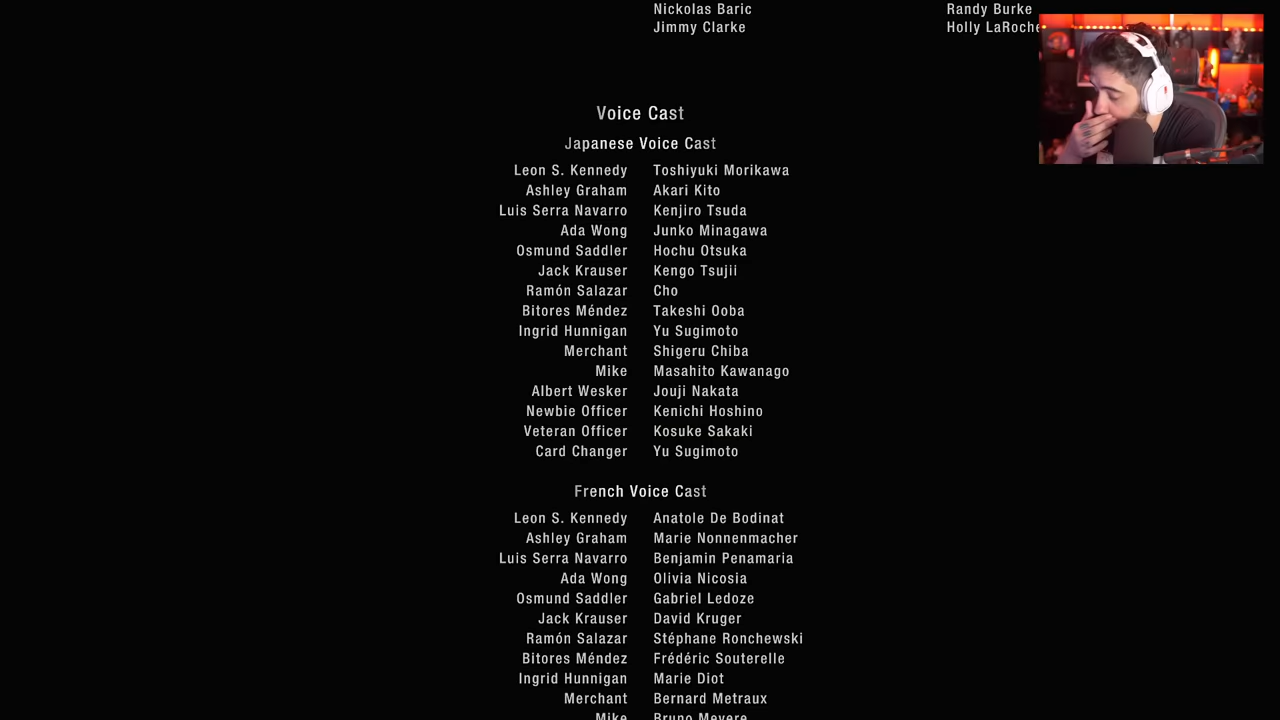 Nickolas Baric Randy Burke
Jimmy Clarke Holly LaRoche
Voice Cast
Japanese Voice Cast
Leon S. Kennedy Toshiyuki Morikawa
Ashley Graham Akari Kito
Luis Serra Navarro Kenjiro Tsuda
Ada Wong Junko Minagawa
Osmund Saddler Hochu Otsuka
Jack Krauser Kengo Tsujii
Ramón Salazar Cho
Bitores Méndez Takeshi Ooba
Ingrid Hunnigan Yu Sugimoto
Merchant Shigeru Chiba
Mike Masahito Kawanago
Albert Wesker Jouji Nakata
Newbie Officer Kenichi Hoshino
Veteran Officer Kosuke Sakaki
Card Changer Yu Sugimoto
French Voice Cast
Leon S. Kennedy Anatole De Bodinat
Ashley Graham Marie Nonnenmacher
Luis Serra Navarro Benjamin Penamaria
Ada Wong Olivia Nicosia
Osmund Saddler Gabriel Ledoze
Jack Krauser David Kruger
Ramón Salazar Stéphane Ronchewski
Bitores Méndez Frédéric Souterelle
Ingrid Hunnigan Marie Diot
Merchant Bernard Metraux
Mike Bruno Meyere